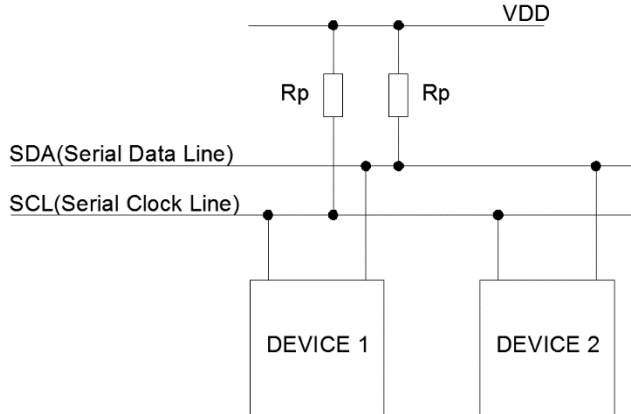 VDD
Rp
Rp
SDA(Serial Data Line)
SCL(Serial Clock Line)
DEVICE 1
DEVICE 2